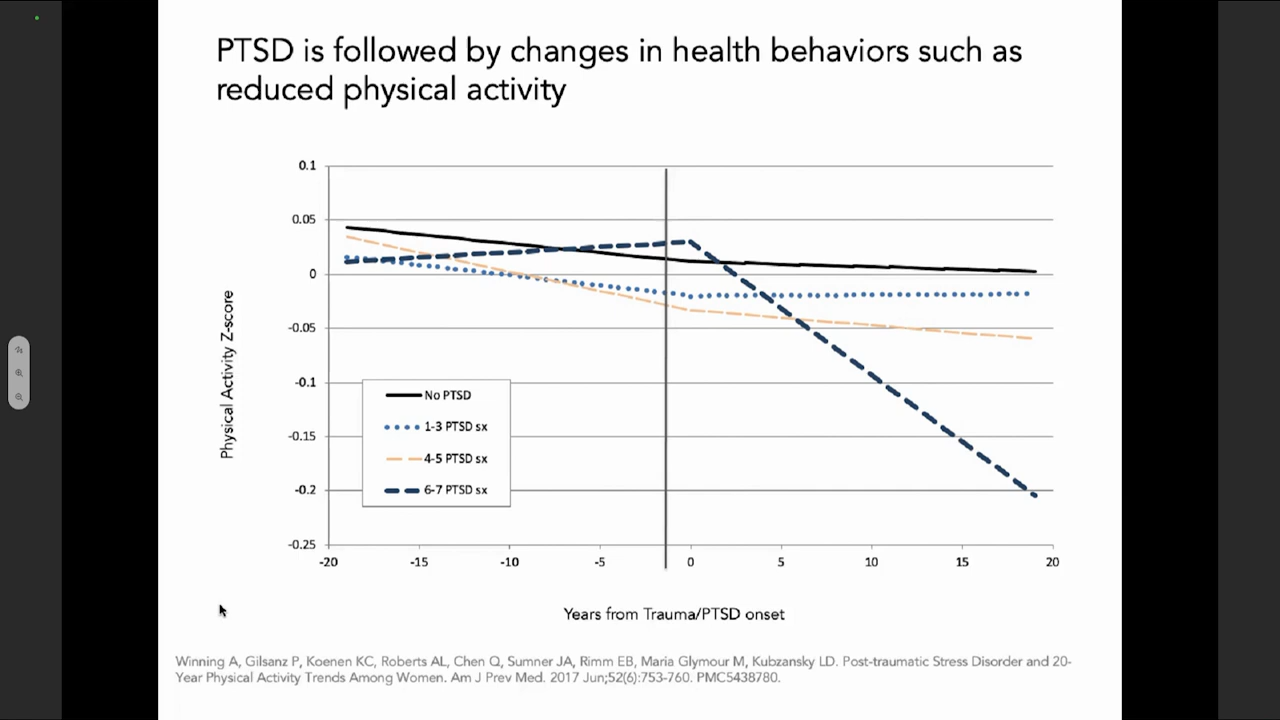 PTSD is followed by changes in health behaviors such as
reduced physical activity
0.1
0.05
0
-0.05
-0.1
-0.15
-0.2
-0.25
Physical Activity Z-score
No PTSD
1-3 PTSD sx
4-5 PTSD sx
6-7 PTSD sx
-20 -15 -10 -5 0 5 10 15 20
Years from Trauma/PTSD onset
Winning A, Gilsanz P, Koenen KC, Roberts AL, Chen Q, Sumner JA, Rimm EB, Maria Glymour M, Kubzansky LD. Post-traumatic Stress Disorder and 20-
Year Physical Activity Trends Among Women. Am J Prev Med. 2017 Jun;52(6):753-760. PMC5438780.